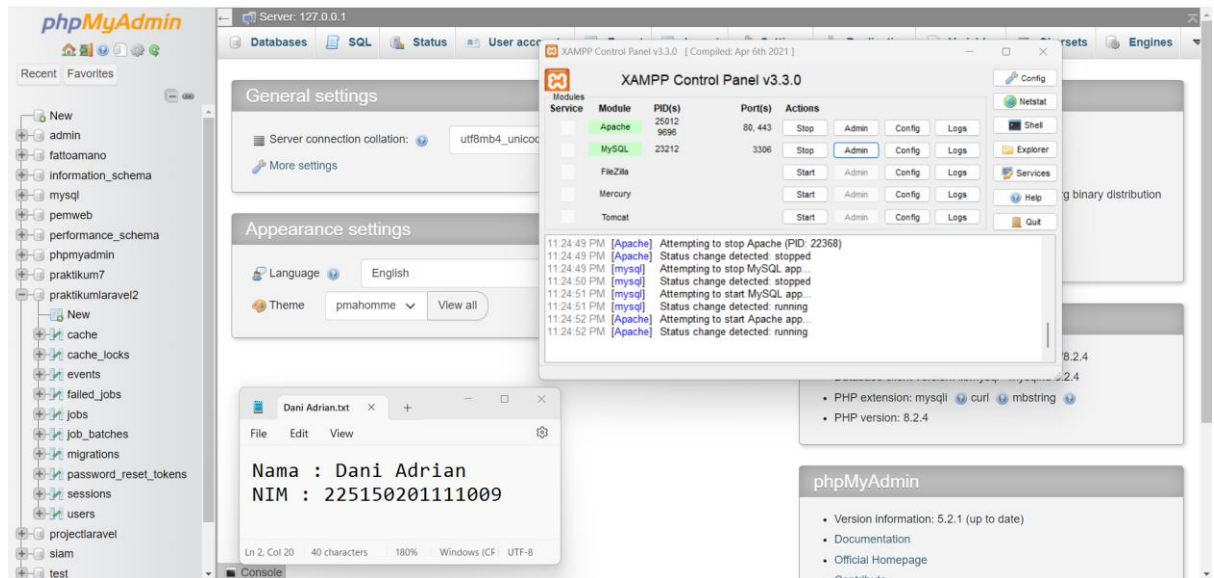 phpMyAdmin
Recent Favorites
New
admin
fattoamano
information_schema
mysql
pemweb
performance_schema
phpmyadmin
praktikum7
praktikumlaravel2
New
cache
cache_locks
events
failed_jobs
jobs
job_batches
migrations
password_reset_tokens
sessions
users
projectlaravel
siam
test
Server: 127.0.0.1
Databases SQL Status User acco
rsets Engines
General settings
Server connection collation: utf8mb4_unicoc
More settings
Appearance settings
Language English
Theme pmahomme View all
XAMPP Control Panel v3.3.0 [Compiled: Apr 6th 2021]
XAMPP Control Panel v3.3.0
Modules
Service Module PID(s) Port(s) Actions
Apache 25012 9696 80, 443 Stop Admin Config Logs
MySQL 23212 3306 Stop Admin Config Logs
FileZilla Start Admin Config Logs
Mercury Start Admin Config Logs
Tomcat Start Admin Config Logs
Config
Netstat
Shell
Explorer
Services
Help
Quit
11:24:49 PM [Apache] Attempting to stop Apache (PID: 22368)
11:24:49 PM [Apache] Status change detected: stopped
11:24:49 PM [mysql] Attempting to stop MySQL app...
11:24:50 PM [mysql] Status change detected: stopped
11:24:51 PM [mysql] Attempting to start MySQL app...
11:24:51 PM [mysql] Status change detected: running
11:24:52 PM [Apache] Attempting to start Apache app...
11:24:52 PM [Apache] Status change detected: running
g binary distribution
/8.2.4
PHP extension: mysqli curl mbstring
PHP version: 8.2.4
phpMyAdmin
Version information: 5.2.1 (up to date)
Documentation
Official Homepage
Dani Adrian.txt
File Edit View
Nama : Dani Adrian
NIM : 225150201111009
Ln 2, Col 20 40 characters 180% Windows (CF UTF-8
Console